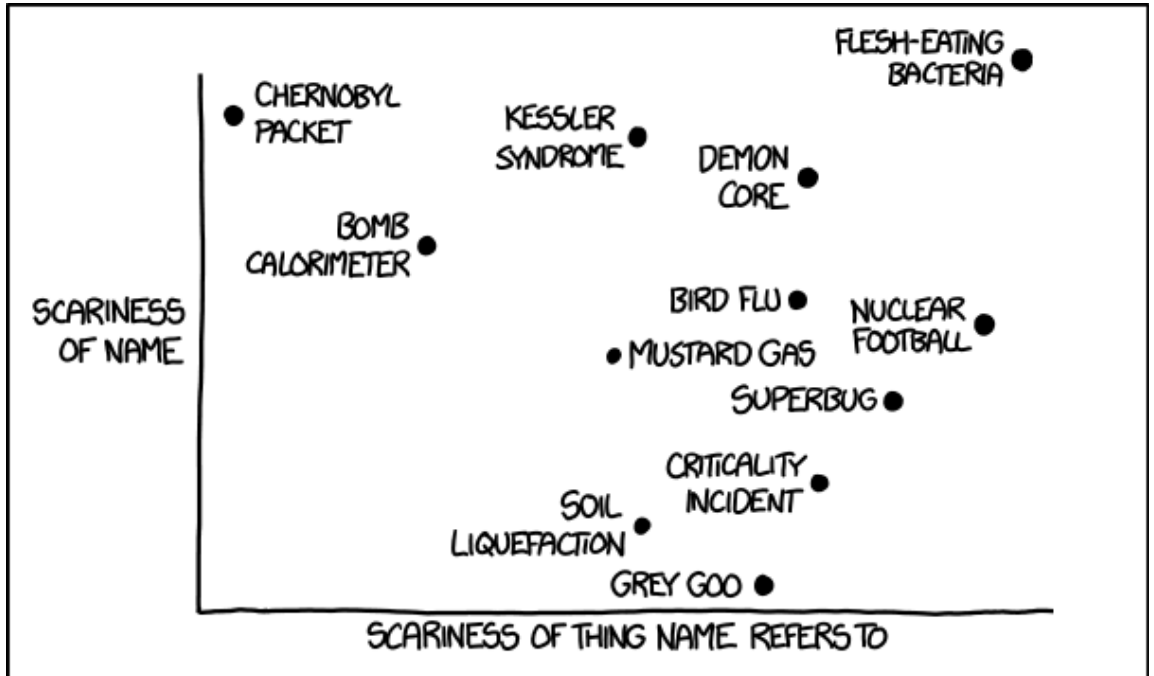 FLESH-EATING
BACTERIA
CHERNOBYL
PACKET
KESSLER
SYNDROME
DEMON
CORE
BOMB
CALORIMETER
BIRD FLU
NUCLEAR
FOOTBALL
SCARINESS
OF NAME
MUSTARD GAS
SUPERBUG
CRITICALITY
INCIDENT
SOIL
LIQUEFACTION
GREY GOO
SCARINESS OF THING NAME REFERS TO